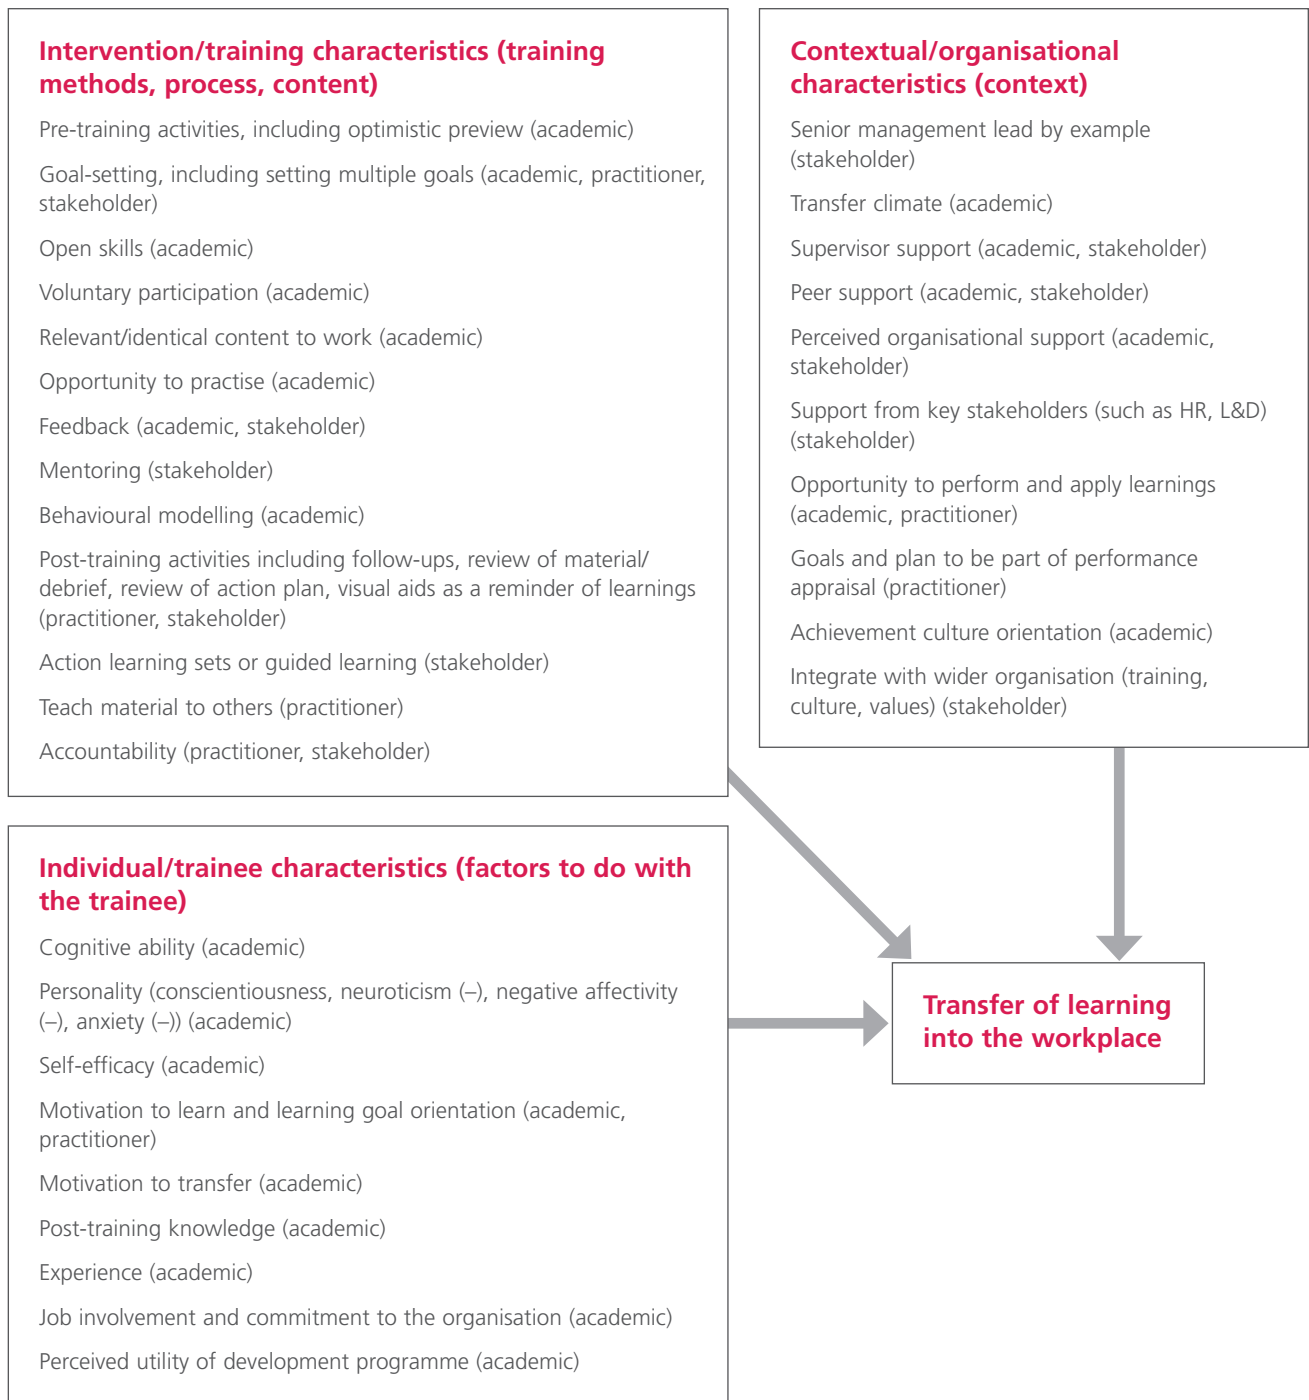 Intervention/training characteristics (training
methods, process, content)
Pre-training activities, including optimistic preview (academic)
Goal-setting, including setting multiple goals (academic, practitioner,
stakeholder)
Open skills (academic)
Voluntary participation (academic)
Relevant/identical content to work (academic)
Opportunity to practise (academic)
Feedback (academic, stakeholder)
Mentoring (stakeholder)
Behavioural modelling (academic)
Post-training activities including follow-ups, review of material/
debrief, review of action plan, visual aids as a reminder of learnings
(practitioner, stakeholder)
Action learning sets or guided learning (stakeholder)
Teach material to others (practitioner)
Accountability (practitioner, stakeholder)
Contextual/organisational
characteristics (context)
Senior management lead by example
(stakeholder)
Transfer climate (academic)
Supervisor support (academic, stakeholder)
Peer support (academic, stakeholder)
Perceived organisational support (academic,
stakeholder)
Support from key stakeholders (such as HR, L&D)
(stakeholder)
Opportunity to perform and apply learnings
(academic, practitioner)
Goals and plan to be part of performance
appraisal (practitioner)
Achievement culture orientation (academic)
Integrate with wider organisation (training,
culture, values) (stakeholder)
Individual/trainee characteristics (factors to do with
the trainee)
Cognitive ability (academic)
Personality (conscientiousness, neuroticism (–), negative affectivity
(–), anxiety (–)) (academic)
Self-efficacy (academic)
Motivation to learn and learning goal orientation (academic,
practitioner)
Motivation to transfer (academic)
Post-training knowledge (academic)
Experience (academic)
Job involvement and commitment to the organisation (academic)
Perceived utility of development programme (academic)
Transfer of learning
into the workplace